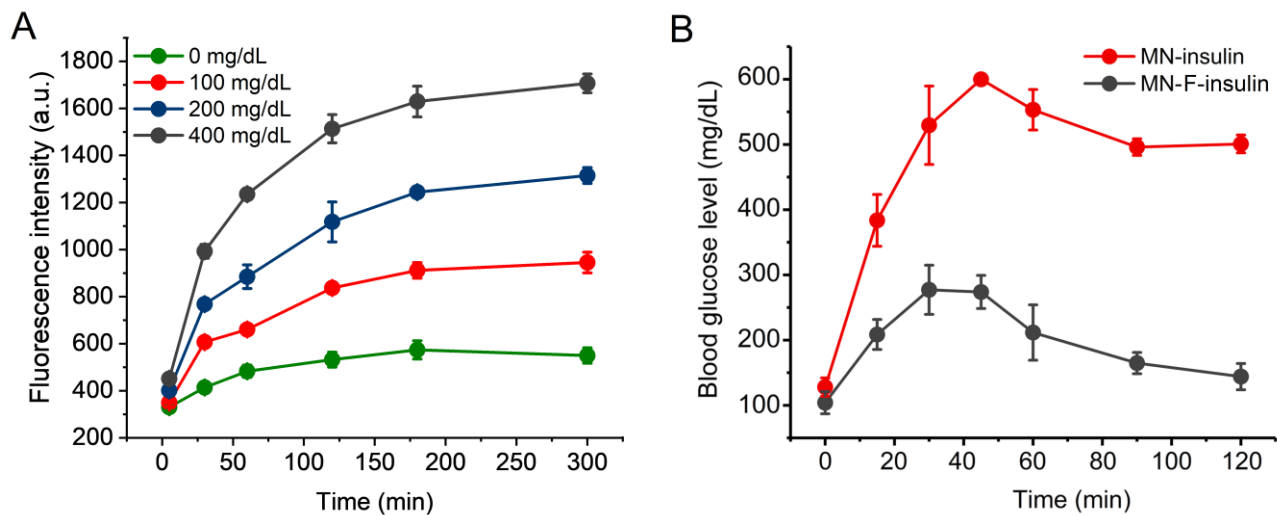 A
Fluorescence intensity (a.u.)
1800
1600
1400
1200
1000
800
600
400
200
0 mg/dL
100 mg/dL
200 mg/dL
400 mg/dL
0
50
100
150
200
250
300
Time (min)
B
Blood glucose level (mg/dL)
600
500
400
300
200
100
MN-insulin
MN-F-insulin
0
20
40
60
80
100
120
Time (min)